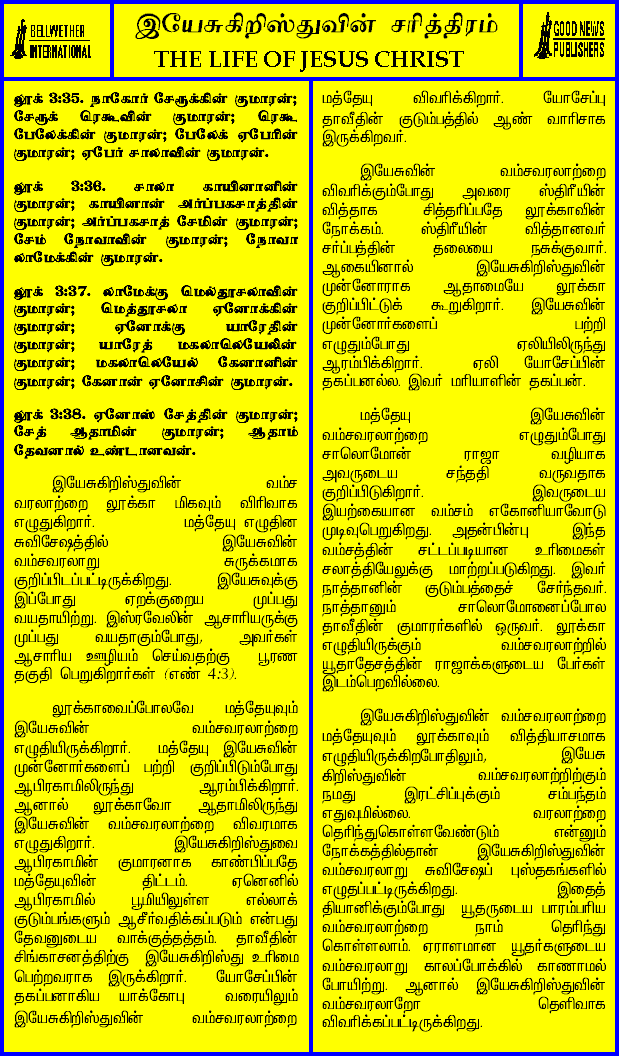 BELLWETHER
INTERNATIONAL
இயேசுகிறிஸ்துவின் சரித்திரம்
THE LIFE OF JESUS CHRIST
GOOD NEWS
PUBLISHERS
லூக் 3:35. நாகோர் சேருக்கின் குமாரன்;
சேருக் ரெகூவின் குமாரன்; ரெகூ
பேலேக்கின் குமாரன்; பேலேக் ஏபேரின்
குமாரன்; ஏபேர் சாலாவின் குமாரன்.
லூக் 3:36. சாலா காயினானின்
குமாரன்; காயினான் அர்ப்பகசாத்தின்
குமாரன்; அர்ப்பகசாத் சேமின் குமாரன்;
சேம் நோவாவின் குமாரன்; நோவா
லாமேக்கின் குமாரன்.
லூக் 3:37. லாமேக்கு மெல்தூசலாவின்
குமாரன்; மெத்தூசலா ஏனோக்கின்
குமாரன்; ஏனோக்கு யாரேதின்
குமாரன்; யாரேத் மகலாலெயேலின்
குமாரன்; மகலாலெயேல் கேனானின்
குமாரன்; கேனான் ஏனோசின் குமாரன்.
லூக் 3:38. ஏனோஸ் சேத்தின் குமாரன்;
சேத் ஆதாமின் குமாரன்; ஆதாம்
தேவனால் உண்டானவன்.
இயேசுகிறிஸ்துவின் வம்ச
வரலாற்றை லூக்கா மிகவும் விரிவாக
எழுதுகிறார். மத்தேயு எழுதின
சுவிசேஷத்தில் இயேசுவின்
வம்சவரலாறு சுருக்கமாக
குறிப்பிடப்பட்டிருக்கிறது. இயேசுவுக்கு
இப்போது ஏறக்குறைய முப்பது
வயதாயிற்று. இஸ்ரவேலின் ஆசாரியருக்கு
முப்பது வயதாகும்போது, அவர்கள்
ஆசாரிய ஊழியம் செய்வதற்கு பூரண
தகுதி பெறுகிறார்கள் (எண் 4:3).
லூக்காவைப்போலவே மத்தேயுவும்
இயேசுவின் வம்சவரலாற்றை
எழுதியிருக்கிறார். மத்தேயு இயேசுவின்
முன்னோர்களைப் பற்றி குறிப்பிடும்போது
ஆபிரகாமிலிருந்து ஆரம்பிக்கிறார்.
ஆனால் லூக்காவோ ஆதாமிலிருந்து
இயேசுவின் வம்சவரலாற்றை விவரமாக
எழுதுகிறார். இயேசுகிறிஸ்துவை
ஆபிரகாமின் குமாரனாக காண்பிப்பதே
மத்தேயுவின் திட்டம். ஏனெனில்
ஆபிரகாமில் பூமியிலுள்ள எல்லாக்
குடும்பங்களும் ஆசீர்வதிக்கப்படும் என்பது
தேவனுடைய வாக்குத்தத்தம். தாவீதின்
சிங்காசனத்திற்கு இயேசுகிறிஸ்து உரிமை
பெற்றவராக இருக்கிறார். யோசேப்பின்
தகப்பனாகிய யாக்கோபு வரையிலும்
இயேசுகிறிஸ்துவின் வம்சவரலாற்றை
மத்தேயு விவரிக்கிறார். யோசேப்பு
தாவீதின் குடும்பத்தில் ஆண் வாரிசாக
இருக்கிறவர்.
இயேசுவின் வம்சவரலாற்றை
விவரிக்கும்போது அவரை ஸ்திரீயின்
வித்தாக சித்தரிப்பதே லூக்காவின்
நோக்கம். ஸ்திரீயின் வித்தானவர்
சர்ப்பத்தின் தலையை நசுக்குவார்.
ஆகையினால் இயேசுகிறிஸ்துவின்
முன்னோராக ஆதாமையே லூக்கா
குறிப்பிட்டுக் கூறுகிறார். இயேசுவின்
முன்னோர்களைப் பற்றி
எழுதும்போது ஏலியிலிருந்து
ஆரம்பிக்கிறார். ஏலி யோசேப்பின்
தகப்பனல்ல. இவர் மரியாளின் தகப்பன்.
மத்தேயு இயேசுவின்
வம்சவரலாற்றை எழுதும்போது
சாலொமோன் ராஜா வழியாக
அவருடைய சந்ததி வருவதாக
குறிப்பிடுகிறார். இவருடைய
இயற்கையான வம்சம் எகோனியாவோடு
முடிவுபெறுகிறது. அதன்பின்பு இந்த
வம்சத்தின் சட்டப்படியான உரிமைகள்
சலாத்தியேலுக்கு மாற்றப்படுகிறது. இவர்
நாத்தானின் குடும்பத்தைச் சேர்ந்தவர்.
நாத்தானும் சாலொமோனைப்போல
தாவீதின் குமாரர்களில் ஒருவர். லூக்கா
எழுதியிருக்கும் வம்சவரலாற்றில்
யூதாதேசத்தின் ராஜாக்களுடைய பேர்கள்
இடம்பெறவில்லை.
இயேசுகிறிஸ்துவின் வம்சவரலாற்றை
மத்தேயுவும் லூக்காவும் வித்தியாசமாக
எழுதியிருக்கிறபோதிலும், இயேசு
கிறிஸ்துவின் வம்சவரலாற்றிற்கும்
நமது இரட்சிப்புக்கும் சம்பந்தம்
எதுவுமில்லை. வரலாற்றை
தெரிந்துகொள்ளவேண்டும் என்னும்
நோக்கத்தில்தான் இயேசுகிறிஸ்துவின்
வம்சவரலாறு சுவிசேஷப் புஸ்தகங்களில்
எழுதப்பட்டிருக்கிறது. இதைத்
தியானிக்கும்போது யூதருடைய பாரம்பரிய
வம்சவரலாற்றை நாம் தெரிந்து
கொள்ளலாம். ஏராளமான யூதர்களுடைய
வம்சவரலாறு காலப்போக்கில் காணாமல்
போயிற்று. ஆனால் இயேசுகிறிஸ்துவின்
வம்சவரலாறோ தெளிவாக
விவரிக்கப்பட்டிருக்கிறது.